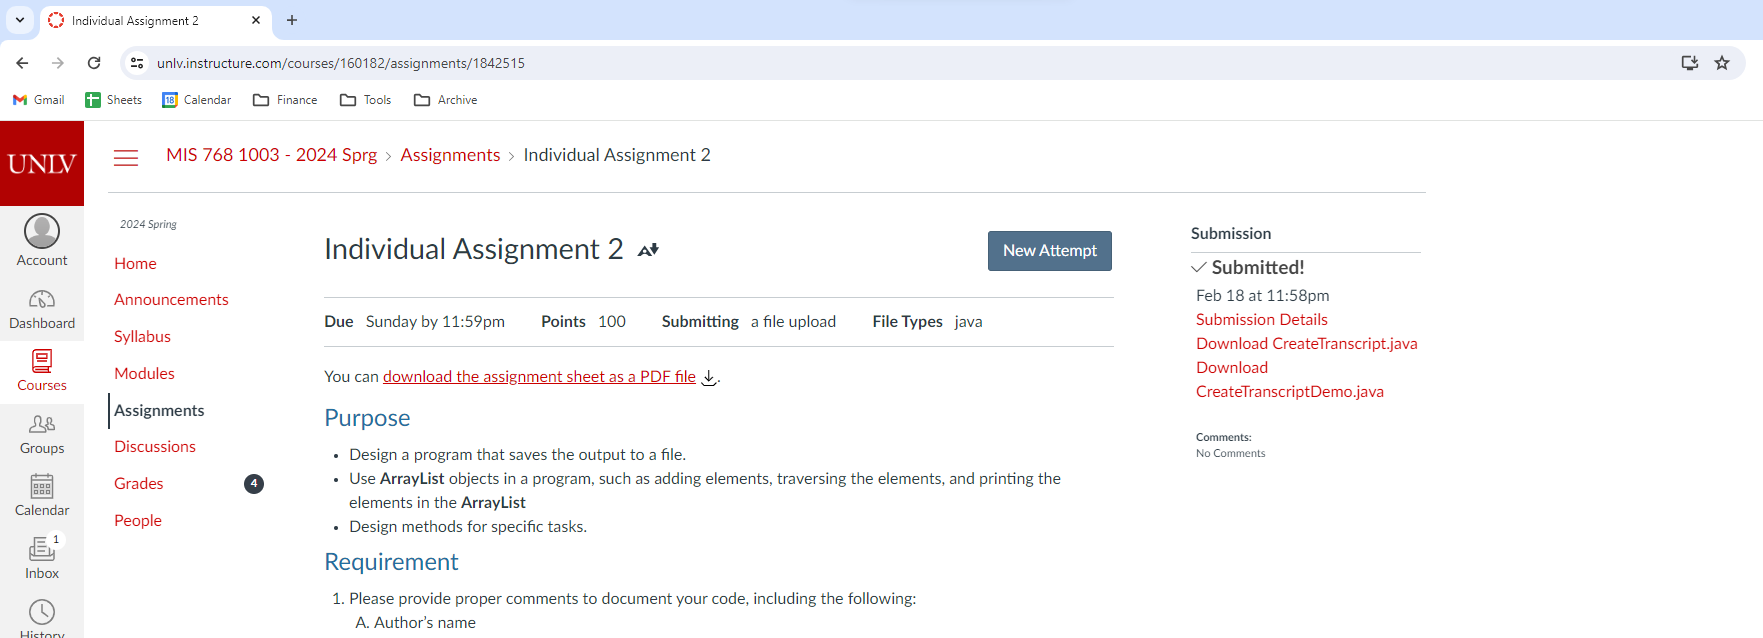 Individual Assignment 2
unlv.instructure.com/courses/160182/assignments/1842515
Gmail
Sheets
18
Calendar
Finance
Tools
Archive
UNLV
Account
Dashboard
Courses
Groups
Calendar
1
Inbox
History
MIS 768 1003 - 2024 Sprg › Assignments › Individual Assignment 2
2024 Spring
Home
Announcements
Syllabus
Modules
Assignments
Discussions
Grades 4
People
Individual Assignment 2
New Attempt
Due Sunday by 11:59pm Points 100 Submitting a file upload File Types java
You can download the assignment sheet as a PDF file.
Purpose
• Design a program that saves the output to a file.
• Use ArrayList objects in a program, such as adding elements, traversing the elements, and printing the
elements in the ArrayList
• Design methods for specific tasks.
Requirement
1. Please provide proper comments to document your code, including the following:
A. Author's name
Submission
Submitted!
Feb 18 at 11:58pm
Submission Details
Download CreateTranscript.java
Download
CreateTranscriptDemo.java
Comments:
No Comments